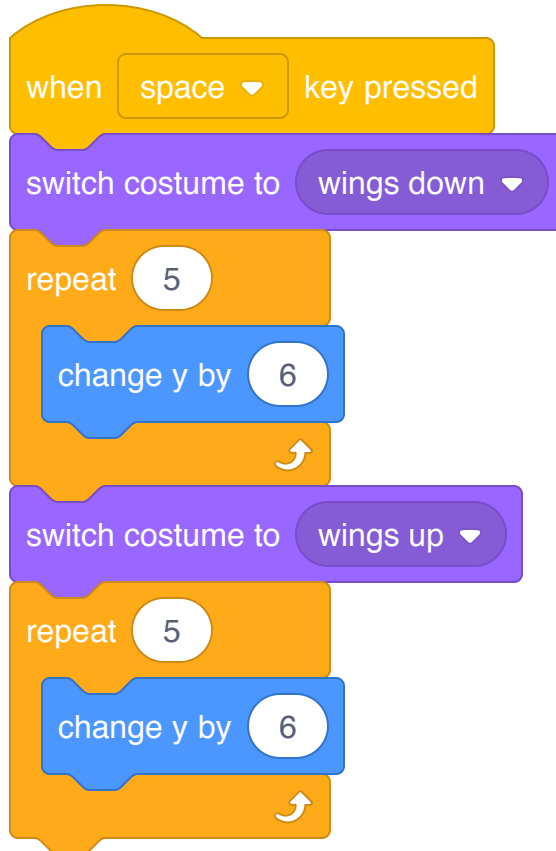 when space key pressed
switch costume to wings down
repeat 5
change y by 6
switch costume to wings up
repeat 5
change y by 6